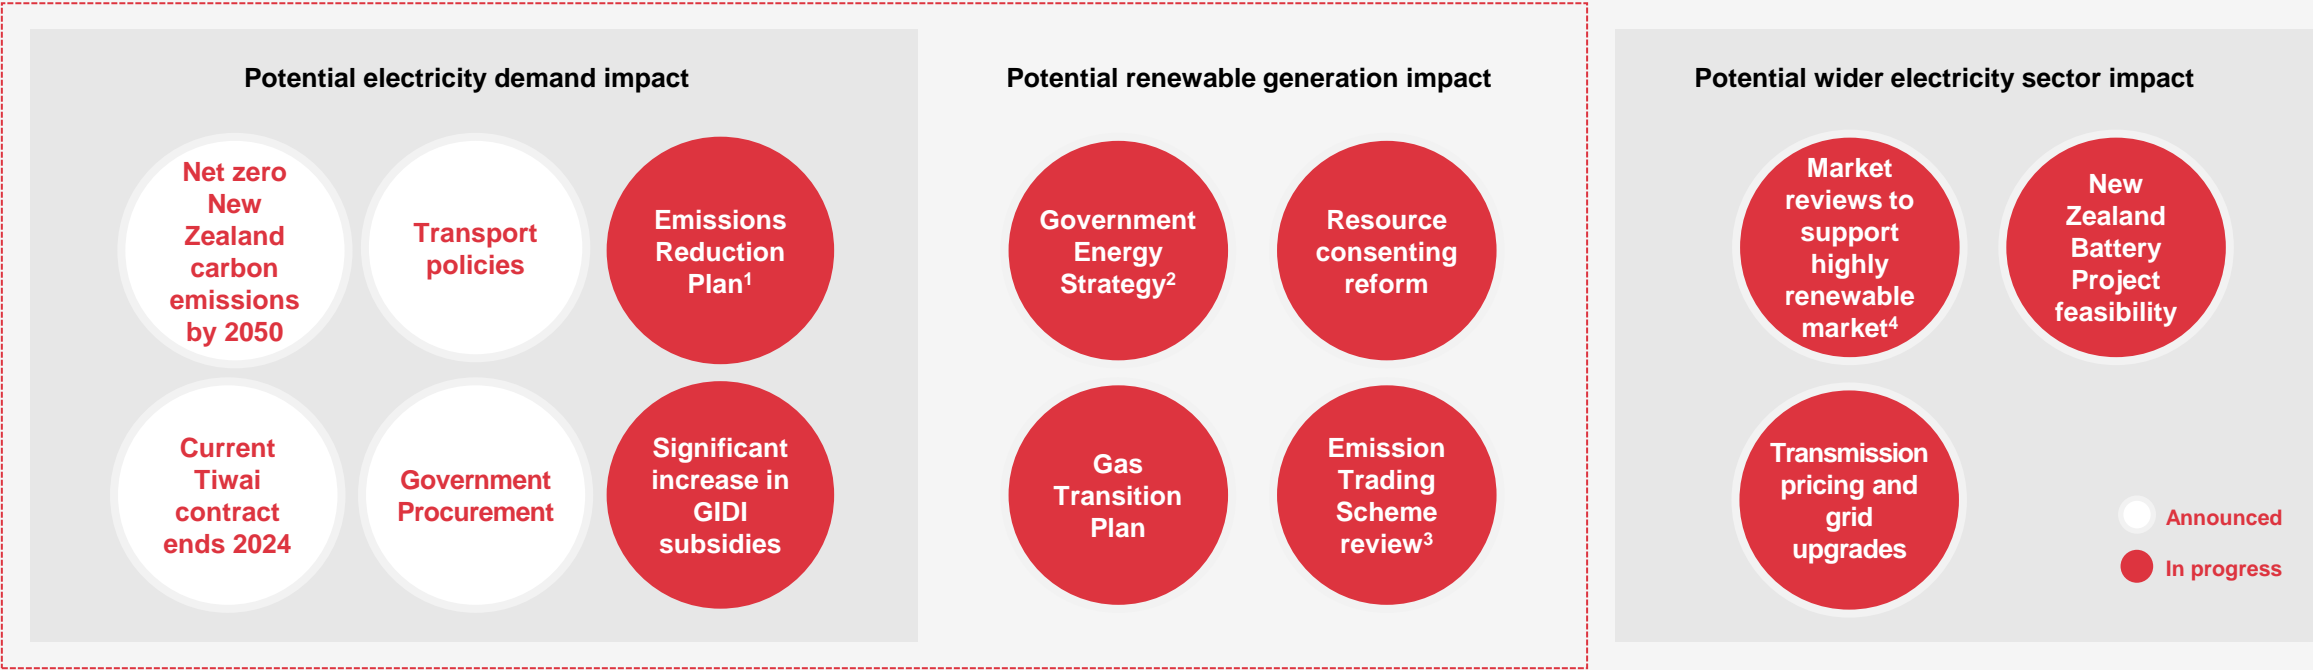 Potential electricity demand impact
Net zero
New
Zealand
carbon
emissions
by 2050
Transport
policies
Emissions
Reduction
Plan¹
Current
Tiwai
contract
ends 2024
Government
Procurement
Significant
increase in
GIDI
subsidies
Potential renewable generation impact
Government
Energy
Strategy²
Resource
consenting
reform
Gas
Transition
Plan
Emission
Trading
Scheme
review³
Potential wider electricity sector impact
Market
reviews to
support
highly
renewable
market⁴
New
Zealand
Battery
Project
feasibility
Transmission
pricing and
grid
upgrades
Announced
In progress